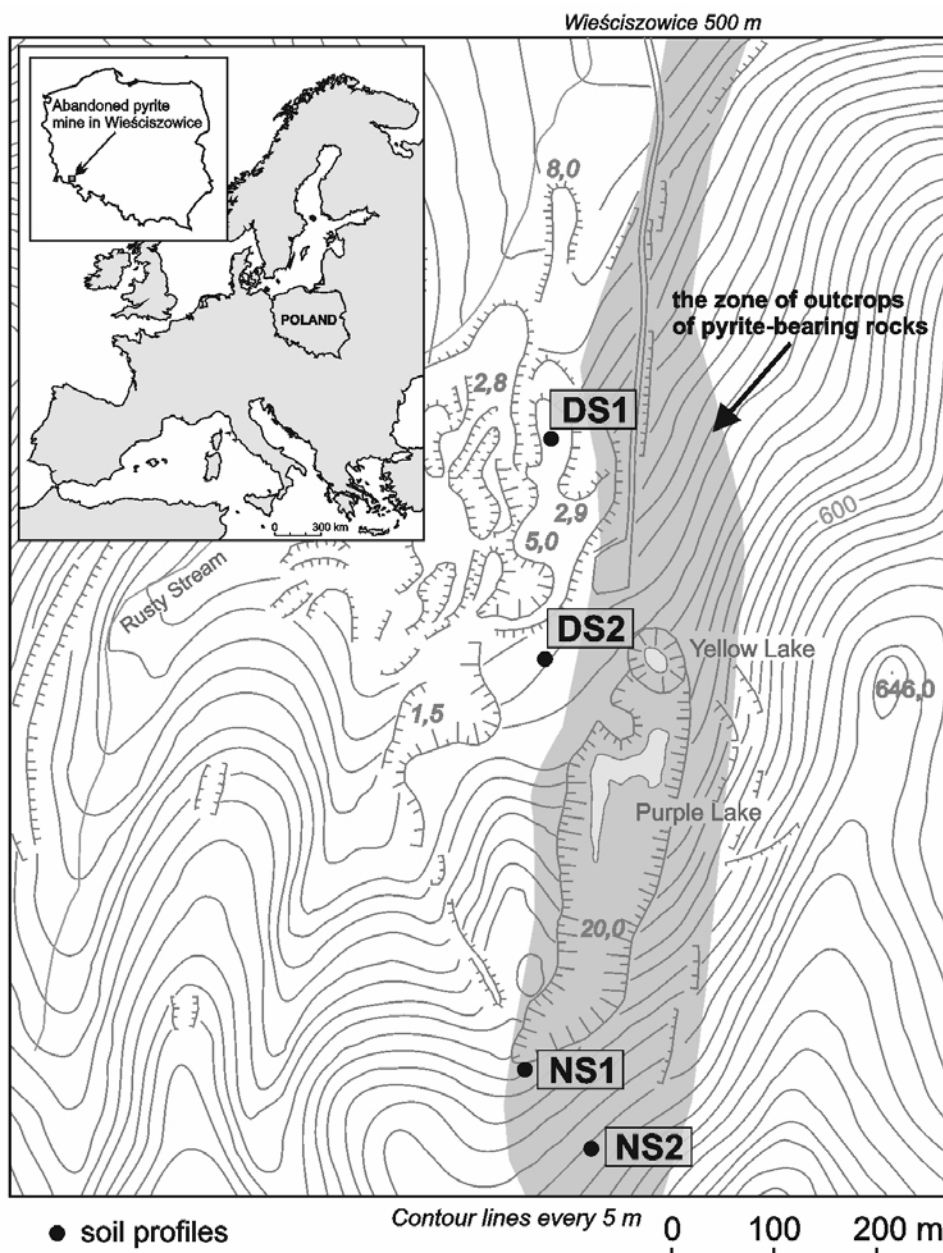 Wieściszowice 500 m
Abandoned pyrite
mine in Wieściszowice
POLAND
0 300 km
8,0
the zone of outcrops
of pyrite-bearing rocks
2,8
DS1
2,9
5,0
600
Rusty Stream
DS2
Yellow Lake
646,0
1,5
Purple Lake
20,0
NS1
NS2
soil profiles
Contour lines every 5 m
0 100 200 m